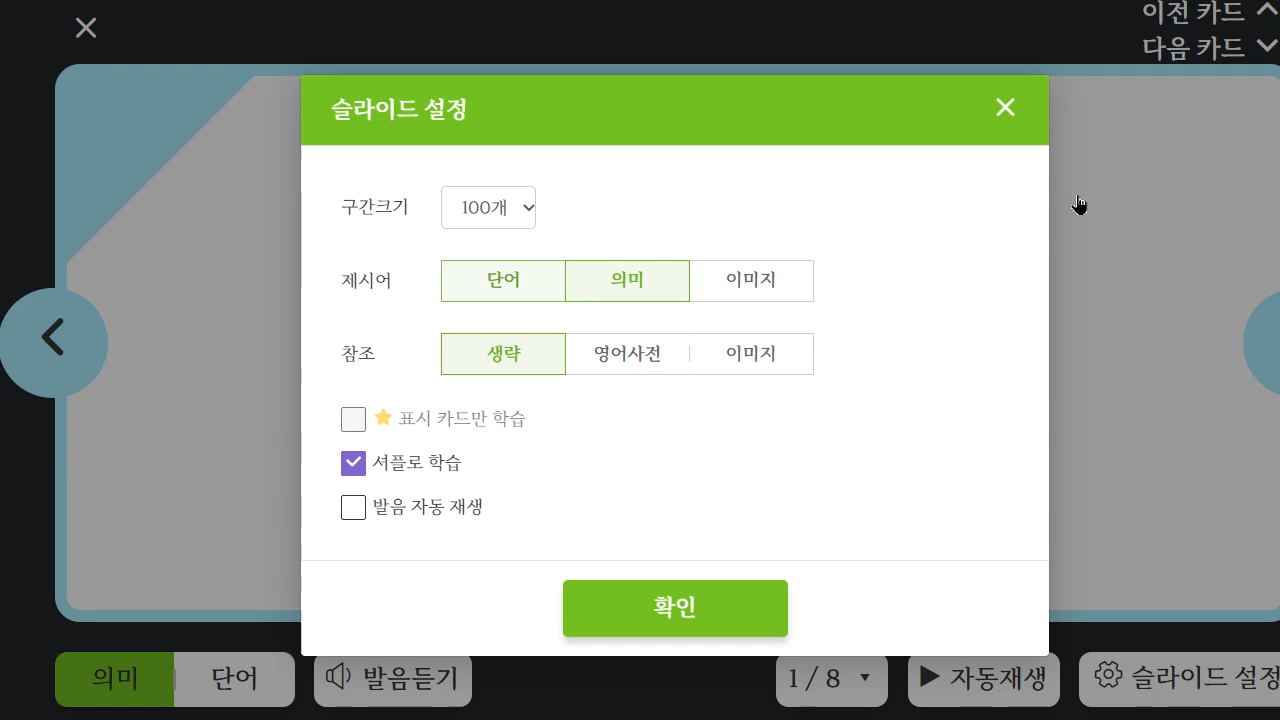 이전 카드
다음 카드
슬라이드 설정
구간크기 100개
제시어 단어 의미 이미지
참조 생략 영어사전 이미지
표시 카드만 학습
셔플로 학습
발음 자동 재생
확인
의미 단어 발음듣기 1 / 8 자동재생 슬라이드 설정